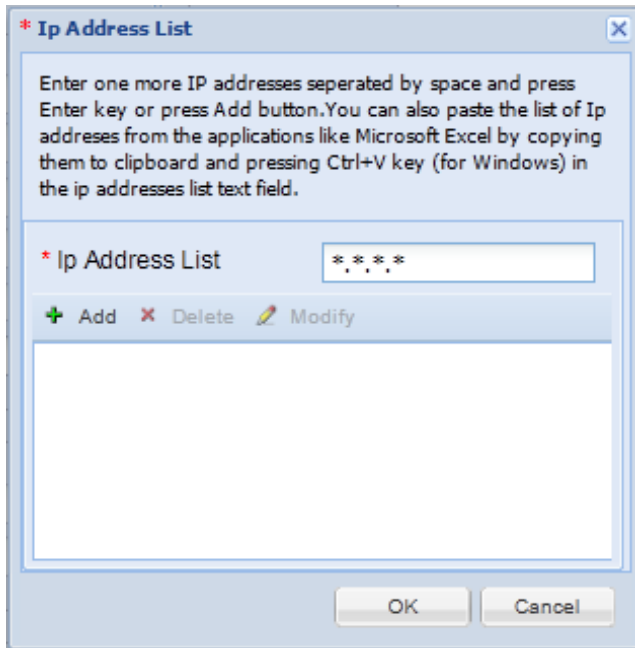 * Ip Address List
Enter one more IP addresses seperated by space and press
Enter key or press Add button.You can also paste the list of Ip
addreses from the applications like Microsoft Excel by copying
them to clipboard and pressing Ctrl+V key (for Windows) in
the ip addresses list text field.
* Ip Address List *.*.*.*
Add Delete Modify
OK Cancel